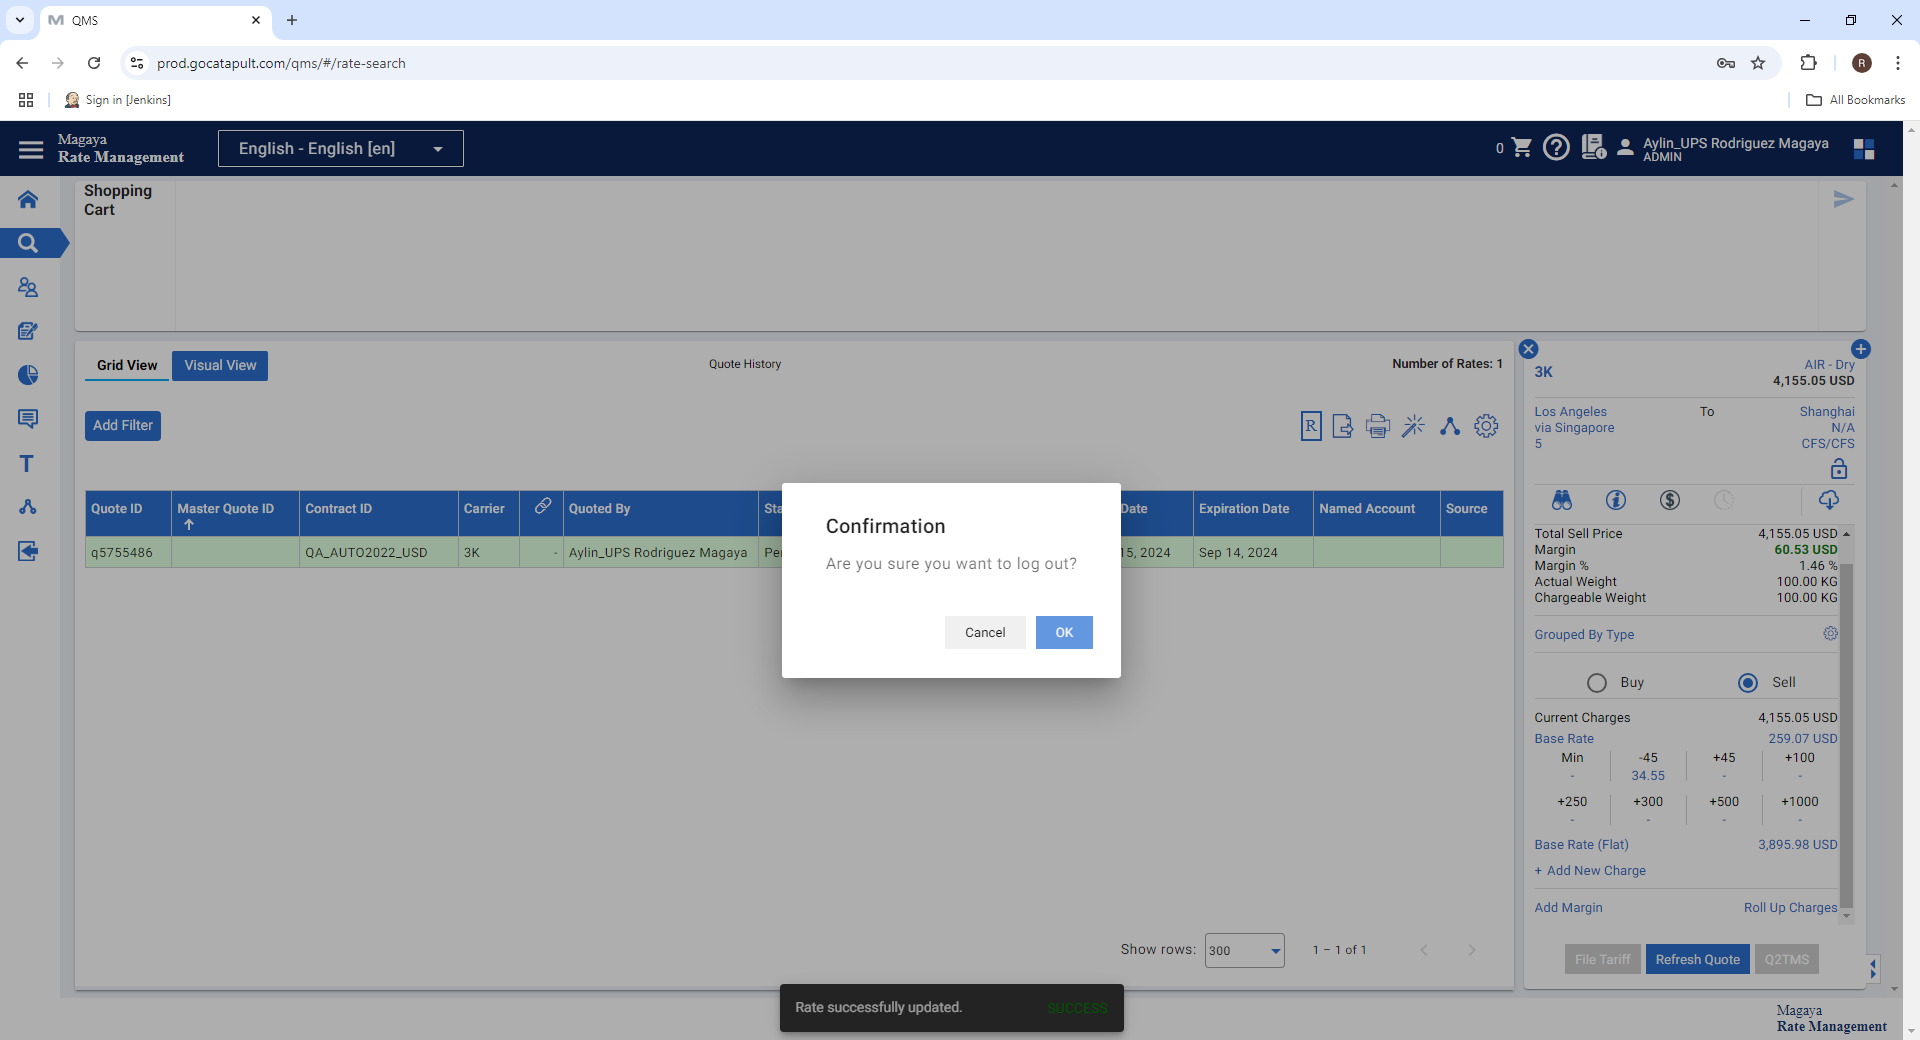 QMS
prod.gocatapult.com/qms/#/rate-search
R
Sign in [Jenkins]
All Bookmarks
Magaya
Rate Management
English - English [en]
0
Aylin_UPS Rodriguez Magaya
ADMIN
Shopping
Cart
Grid View
Visual View
Quote History
Number of Rates: 1
Add Filter
R
Quote ID
Master Quote ID
Contract ID
Carrier
Quoted By
Sta
Date
Expiration Date
Named Account
Source
q5755486
QA_AUTO2022_USD
3K
-
Aylin_UPS Rodriguez Magaya
Pe
15, 2024
Sep 14, 2024
Confirmation
Are you sure you want to log out?
Cancel
OK
T
3K
AIR - Dry
4,155.05 USD
Los Angeles
To
Shanghai
via Singapore
N/A
5
CFS/CFS
Total Sell Price
4,155.05 USD
Margin
60.53 USD
Margin %
1.46 %
Actual Weight
100.00 KG
Chargeable Weight
100.00 KG
Grouped By Type
Buy
Sell
Current Charges
4,155.05 USD
Base Rate
259.07 USD
Min
-45
+45
+100
-
34.55
-
-
+250
+300
+500
+1000
-
-
-
-
Base Rate (Flat)
3,895.98 USD
+ Add New Charge
Add Margin
Roll Up Charges
File Tariff
Refresh Quote
Q2TMS
Show rows:
300
1 – 1 of 1
Rate successfully updated.
SUCCESS
Magaya
Rate Management